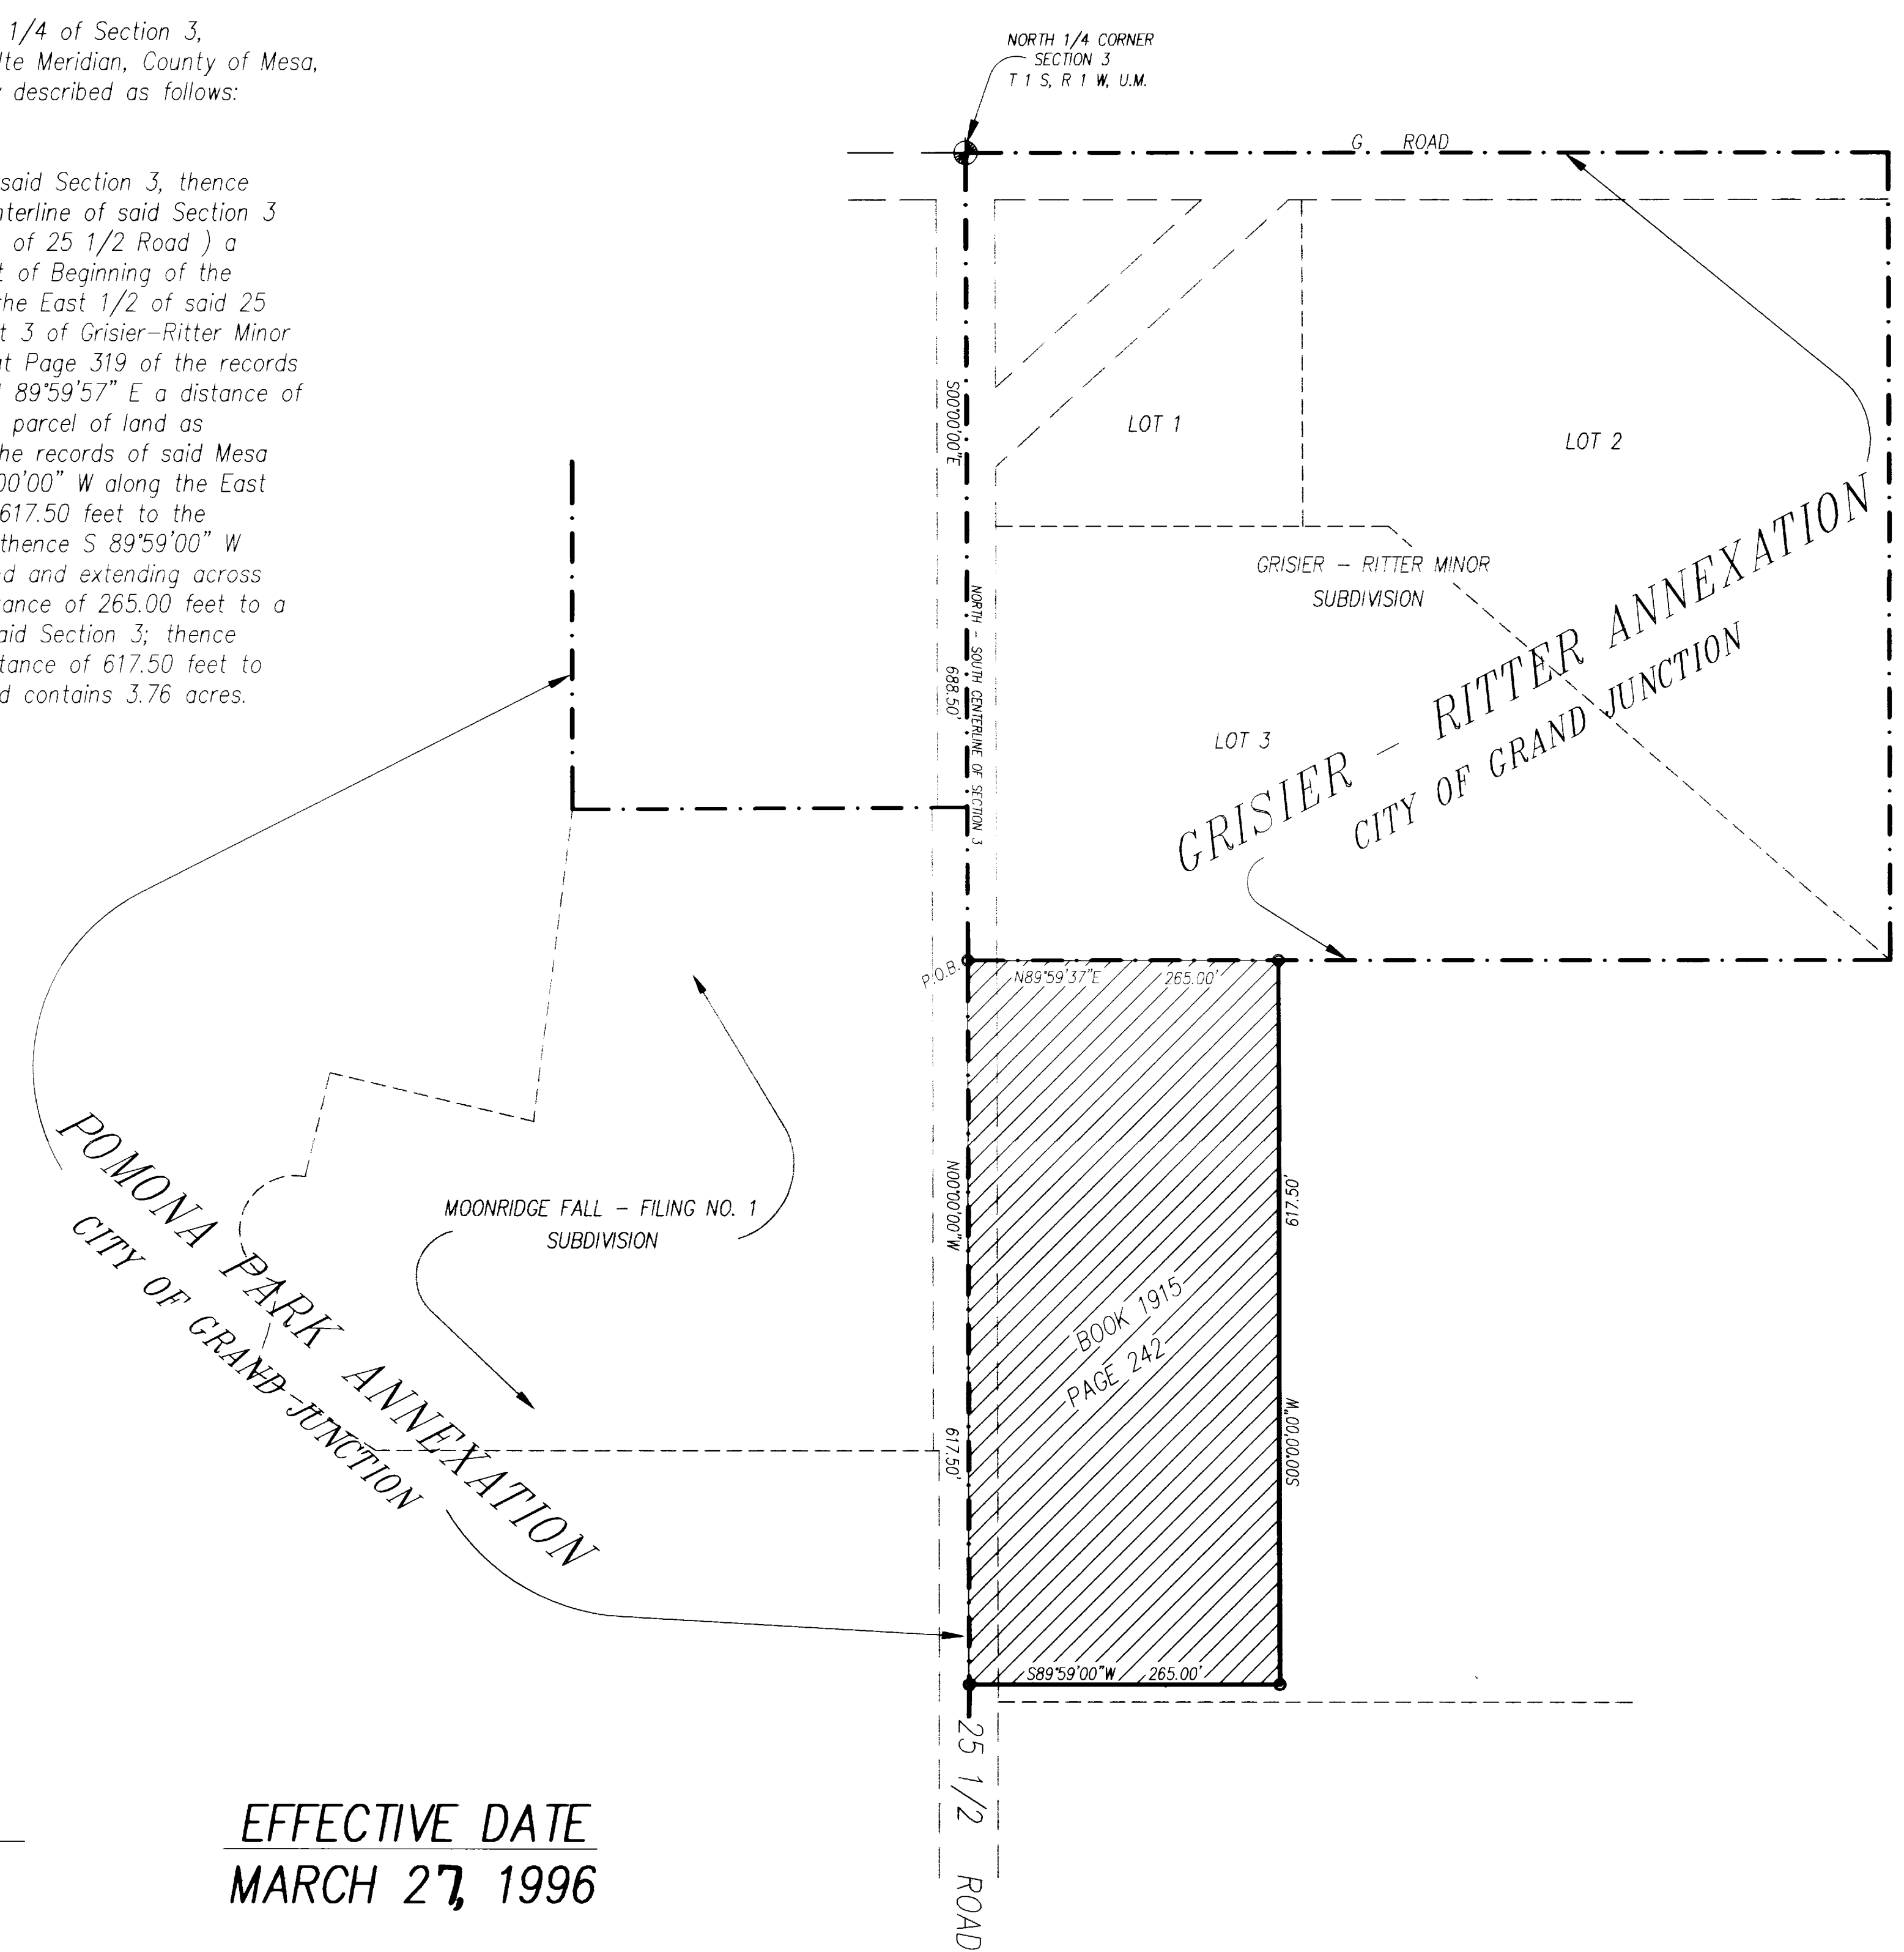 1/4 of Section 3,
Ute Meridian, County of Mesa,
described as follows:
said Section 3, thence
nterline of said Section 3
of 25 1/2 Road ) a
t of Beginning of the
the East 1/2 of said 25
t 3 of Grisier-Ritter Minor
at Page 319 of the records
89°59'57" E a distance of
parcel of land as
the records of said Mesa
00'00" W along the East
617.50 feet to the
thence S 89°59'00" W
d and extending across
tance of 265.00 feet to a
aid Section 3; thence
tance of 617.50 feet to
d contains 3.76 acres.
NORTH 1/4 CORNER
SECTION 3
T 1 S, R 1 W, U.M.
G ROAD
S00°00'00"E
688.50'
NORTH - SOUTH CENTERLINE OF SECTION 3
LOT 1
LOT 2
GRISIER - RITTER MINOR
SUBDIVISION
LOT 3
GRISIER - RITTER ANNEXATION
CITY OF GRAND JUNCTION
P.O.B.
N89°59'37"E 265.00'
N00°00'00"W
617.50'
617.50'
S00°00'00"W
BOOK 1915
PAGE 242
S89°59'00"W 265.00'
MOONRIDGE FALL - FILING NO. 1
SUBDIVISION
POMONA PARK ANNEXATION
CITY OF GRAND JUNCTION
25 1/2 ROAD
EFFECTIVE DATE
MARCH 27, 1996